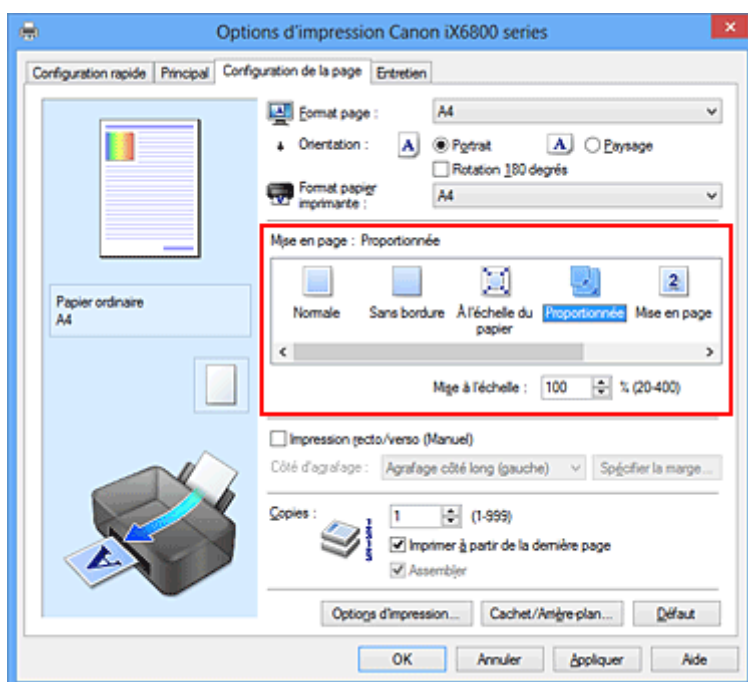 Options d'impression Canon iX6800 series
Configuration rapide Principal Configuration de la page Entretien
Format page : A4
Orientation : A Portrait A Paysage
Rotation 180 degrés
Format papier imprimante : A4
Mise en page : Proportionnée
Normale Sans bordure À l'échelle du papier Proportionnée 2 Mise en page
Mise à l'échelle : 100 % (20-400)
Papier ordinaire
A4
Impression recto/verso (Manuel)
Côté d'agrafage : Agrafage côté long (gauche) Spécifier la marge...
Copies : 1 (1-999)
Imprimer à partir de la dernière page
Assembler
A
Options d'impression... Cachet/Arrière-plan... Défaut
OK Annuler Appliquer Aide